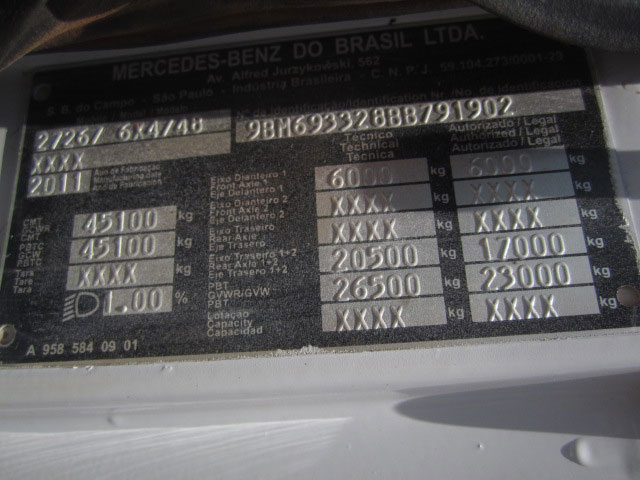 MERCEDES-BENZ DO BRASIL LTDA.
Av. Alfred Jurzykowski, 562
S. B. do Campo - São Paulo - Indústria Brasileira - C.N.P.J. 59.104.273/0001-29
2726/ 6x4/48 9BM693328BB791902
XXXX Técnico Autorizado / Legal
Technical Authorized / Legal
Técnica Autorizado / Legal
2011
Eixo Dianteiro 1
Front Axle 1 6000 kg 6000 kg
Eje Delantero 1
Eixo Dianteiro 2
Front Axle 2 XXXX kg XXXX kg
Eje Delantero 2
CMT 45100 kg
Eixo Traseiro
Rear Axle XXXX kg XXXX kg
Eje Trasero
PBTC 45100 kg
Eixo Traseiro 1+2
Rear Axle 1+2 20500 kg 17000 kg
Eje Trasero 1+2
Tara XXXX kg
Tare
Tara
PBT
GVWR/GVW 26500 kg 23000 kg
PBT
1.00 %
Lotação
Capacity XXXX kg XXXX kg
Capacidad
A 958 584 09 01